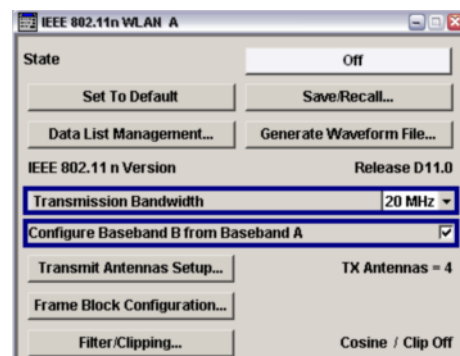 IEEE 802.11n WLAN A
State Off
Set To Default Save/Recall...
Data List Management... Generate Waveform File...
IEEE 802.11 n Version Release D11.0
Transmission Bandwidth 20 MHz
Configure Baseband B from Baseband A
Transmit Antennas Setup... TX Antennas = 4
Frame Block Configuration...
Filter/Clipping... Cosine / Clip Off